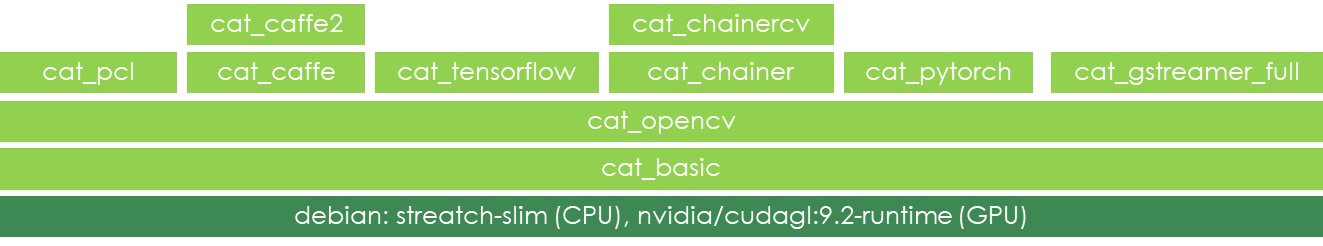 cat_caffe2
cat_chainercv
cat_pcl
cat_caffe
cat_tensorflow
cat_chainer
cat_pytorch
cat_gstreamer_full
cat_opencv
cat_basic
debian: streatch-slim (CPU), nvidia/cudagl:9.2-runtime (GPU)